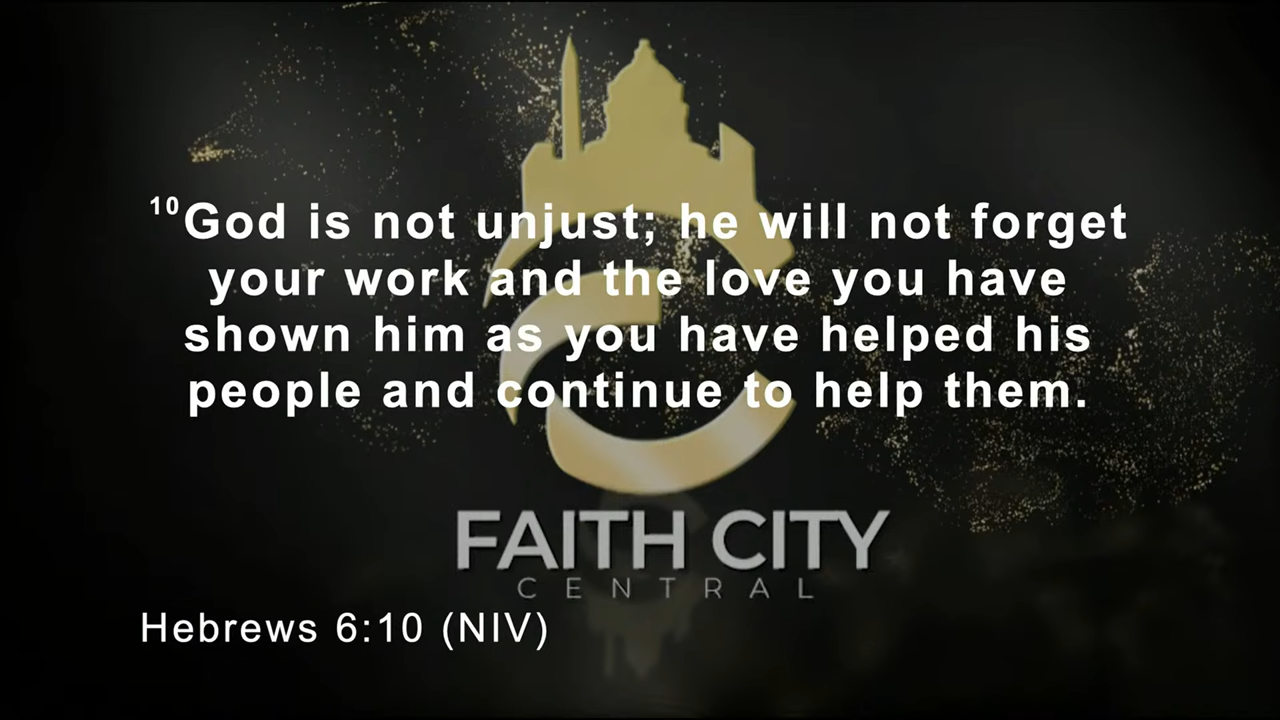 ¹⁰God is not unjust; he will not forget
your work and the love you have
shown him as you have helped his
people and continue to help them.
FAITH CITY
CENTRAL
Hebrews 6:10 (NIV)